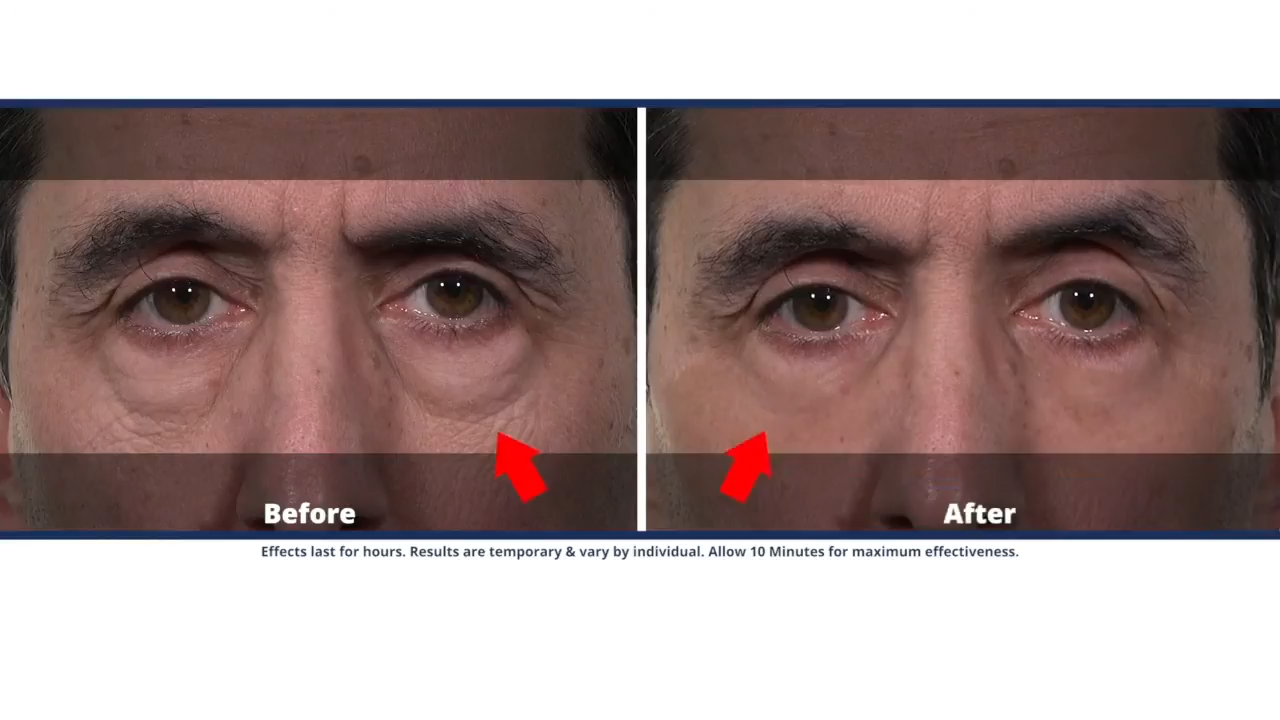 Before
After
Effects last for hours. Results are temporary & vary by individual. Allow 10 Minutes for maximum effectiveness.